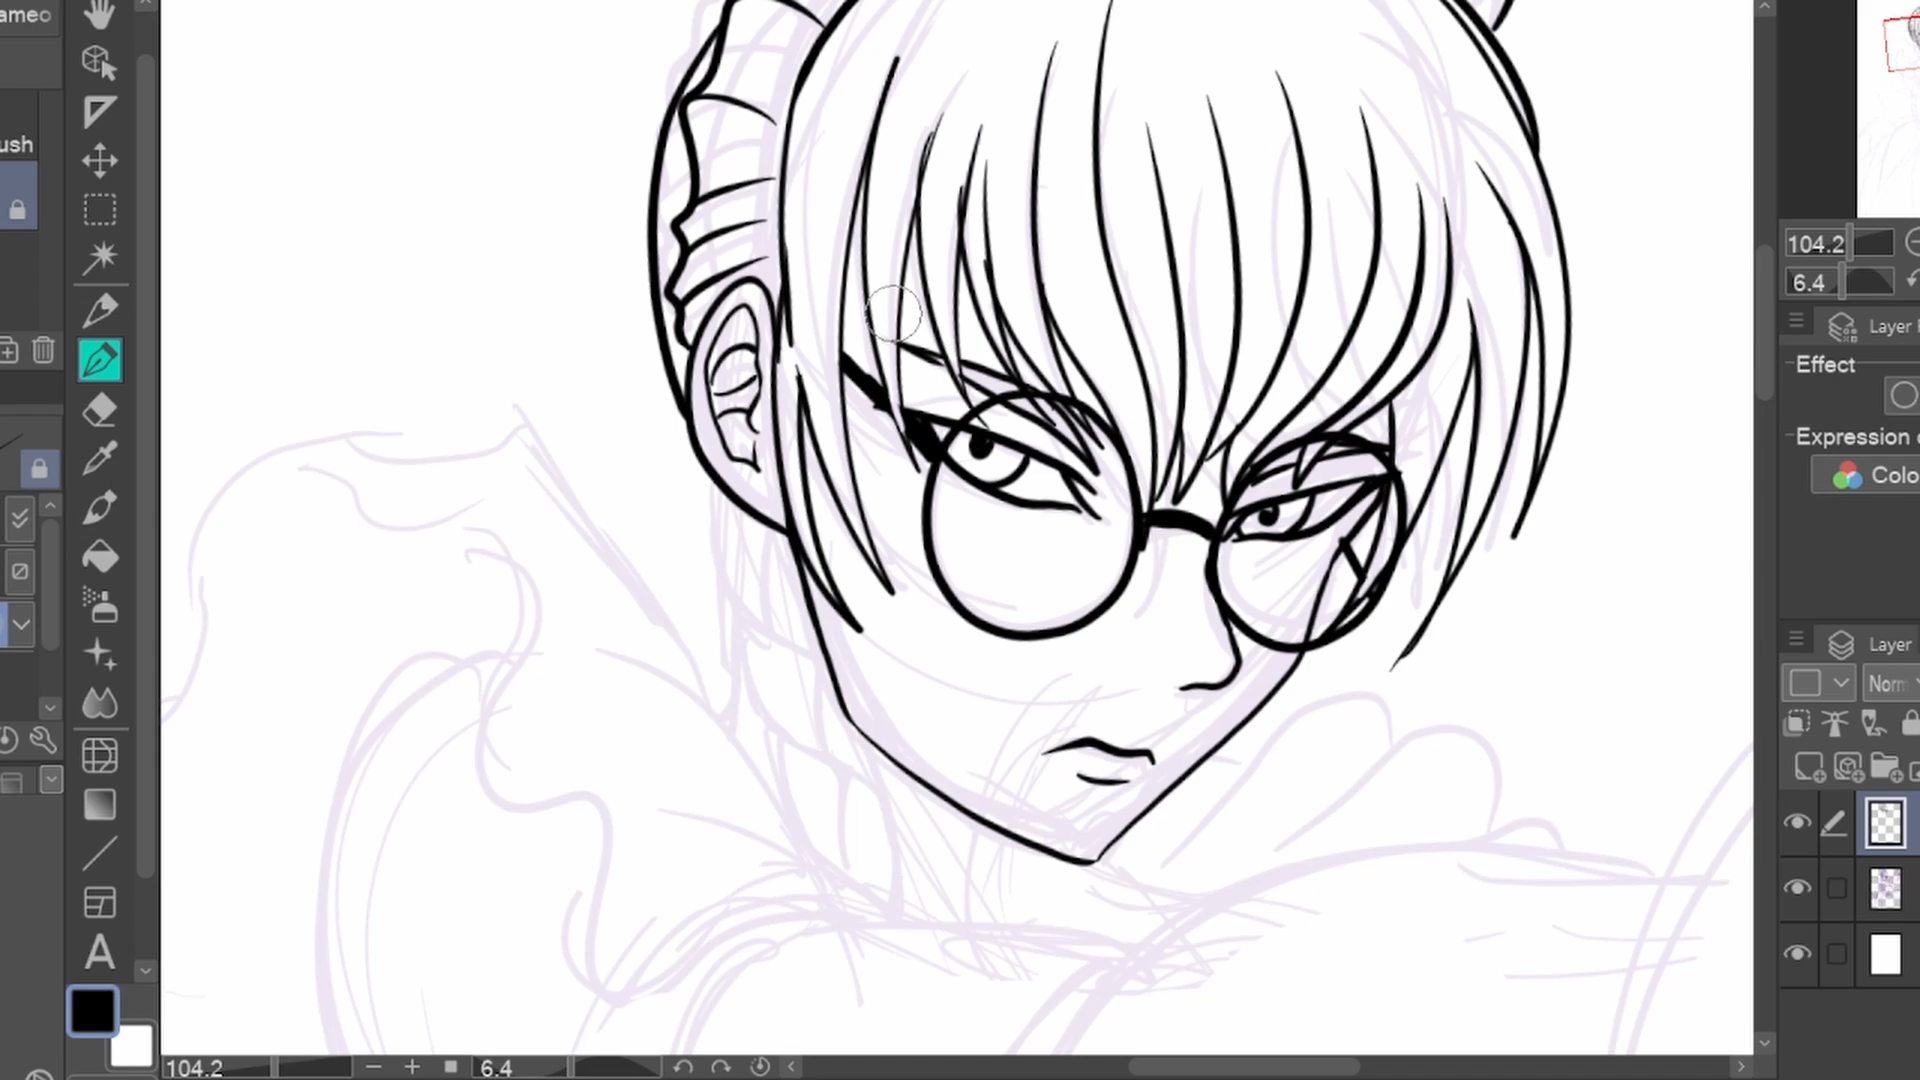 ameo
ush
104.2
6.4
Layer
Effect
Expression
Colo
Layer
Norm
A
104.2
6.4